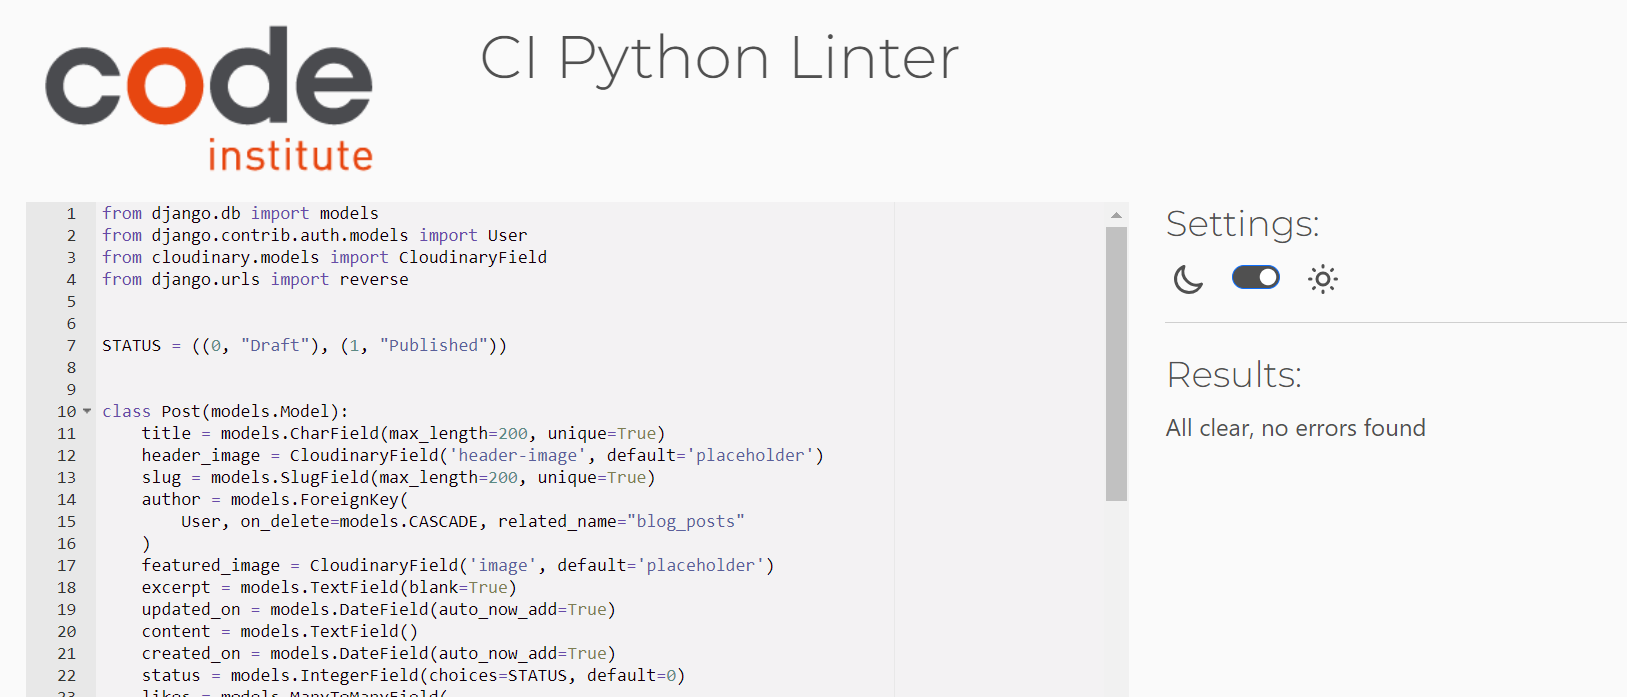 code
institute
CI Python Linter
1 from django.db import models
2 from django.contrib.auth.models import User
3 from cloudinary.models import CloudinaryField
4 from django.urls import reverse
5
6
7 STATUS = ((0, "Draft"), (1, "Published"))
8
9
10 class Post(models.Model):
11     title = models.CharField(max_length=200, unique=True)
12     header_image = CloudinaryField('header-image', default='placeholder')
13     slug = models.SlugField(max_length=200, unique=True)
14     author = models.ForeignKey(
15         User, on_delete=models.CASCADE, related_name="blog_posts"
16     )
17     featured_image = CloudinaryField('image', default='placeholder')
18     excerpt = models.TextField(blank=True)
19     updated_on = models.DateField(auto_now_add=True)
20     content = models.TextField()
21     created_on = models.DateField(auto_now_add=True)
22     status = models.IntegerField(choices=STATUS, default=0)
23     likes = models.ManyToManyField(
Settings:
Results:
All clear, no errors found